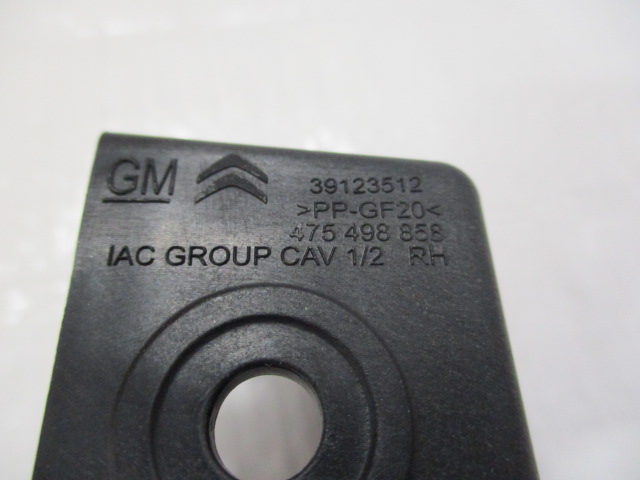 GM 39123512
>PP-GF20<
475 498 858
IAC GROUP CAV 1/2 RH